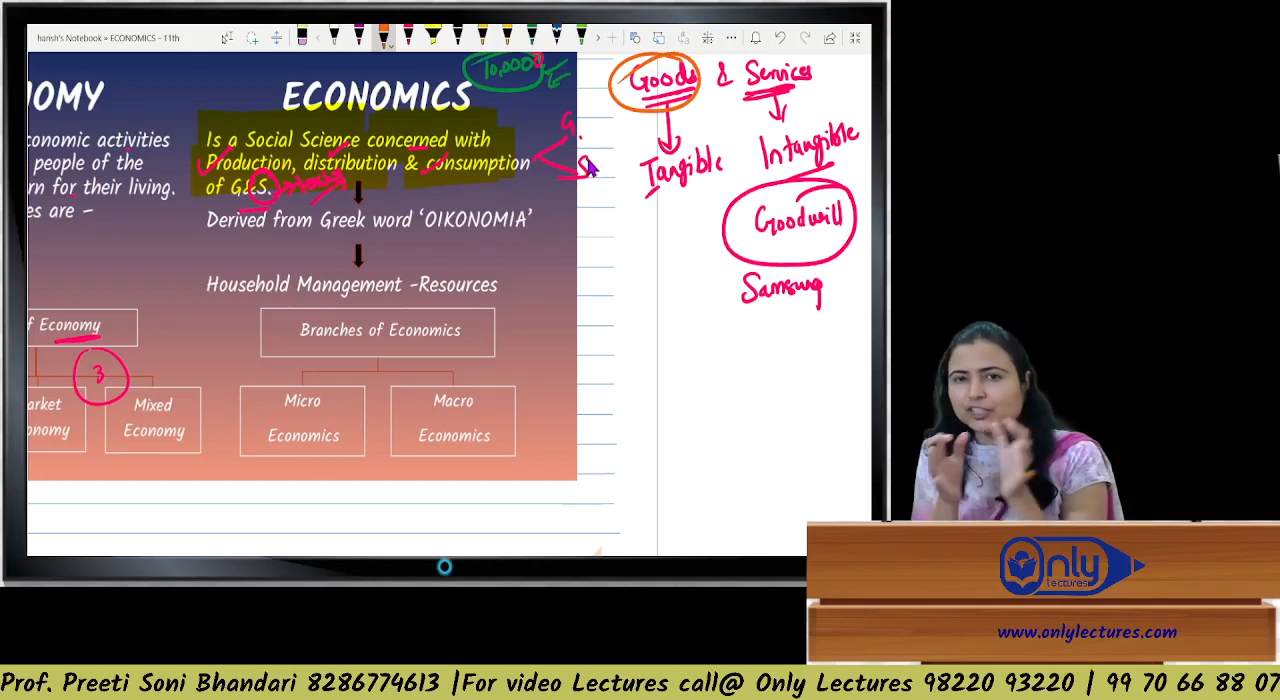 harish's Notebook » ECONOMICS - 11th
NOMY
conomic activities
people of the
rn for their living.
es are –
f Economy
3
arket
onomy
Mixed
Economy
10,000
ECONOMICS
Is a Social Science concerned with
Production, distribution & consumption
of G&S.
G.
S
Derived from Greek word ‘OIKONOMIA’
Household Management -Resources
Branches of Economics
Micro
Economics
Macro
Economics
Goods & Services
Tangible
Intangible
Goodwill
Samsung
Only
lectures
www.onlylectures.com
Prof. Preeti Soni Bhandari 8286774613 |For video Lectures call@ Only Lectures 98220 93220 | 99 70 66 88 07